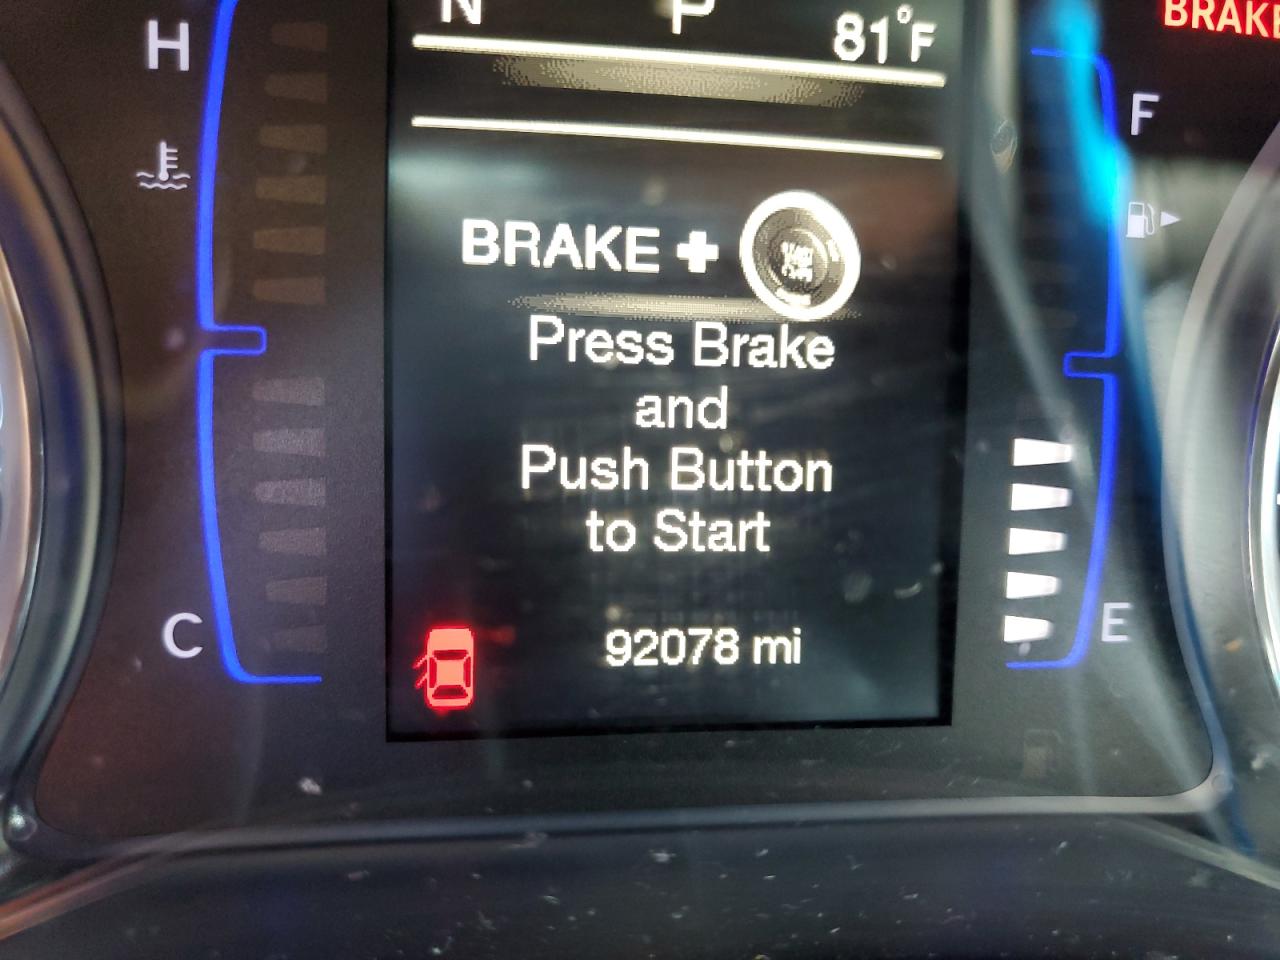 N P
81°F
BRAKE
H
F
BRAKE +
Press Brake
and
Push Button
to Start
C
E
92078 mi